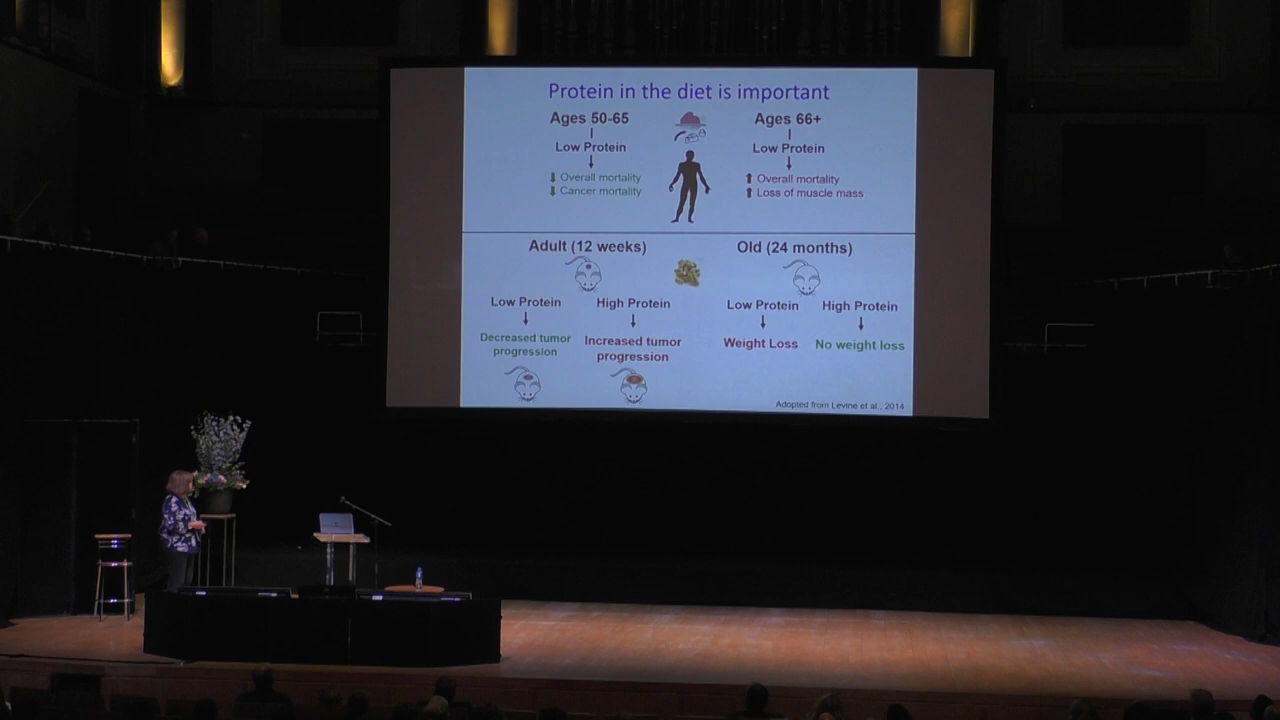 Protein in the diet is important
Ages 50-65
Low Protein
Overall mortality
Cancer mortality
Ages 66+
Low Protein
Overall mortality
Loss of muscle mass
Adult (12 weeks)
Old (24 months)
Low Protein
High Protein
Low Protein
High Protein
Decreased tumor
progression
Increased tumor
progression
Weight Loss
No weight loss
Adopted from Levine et al., 2014